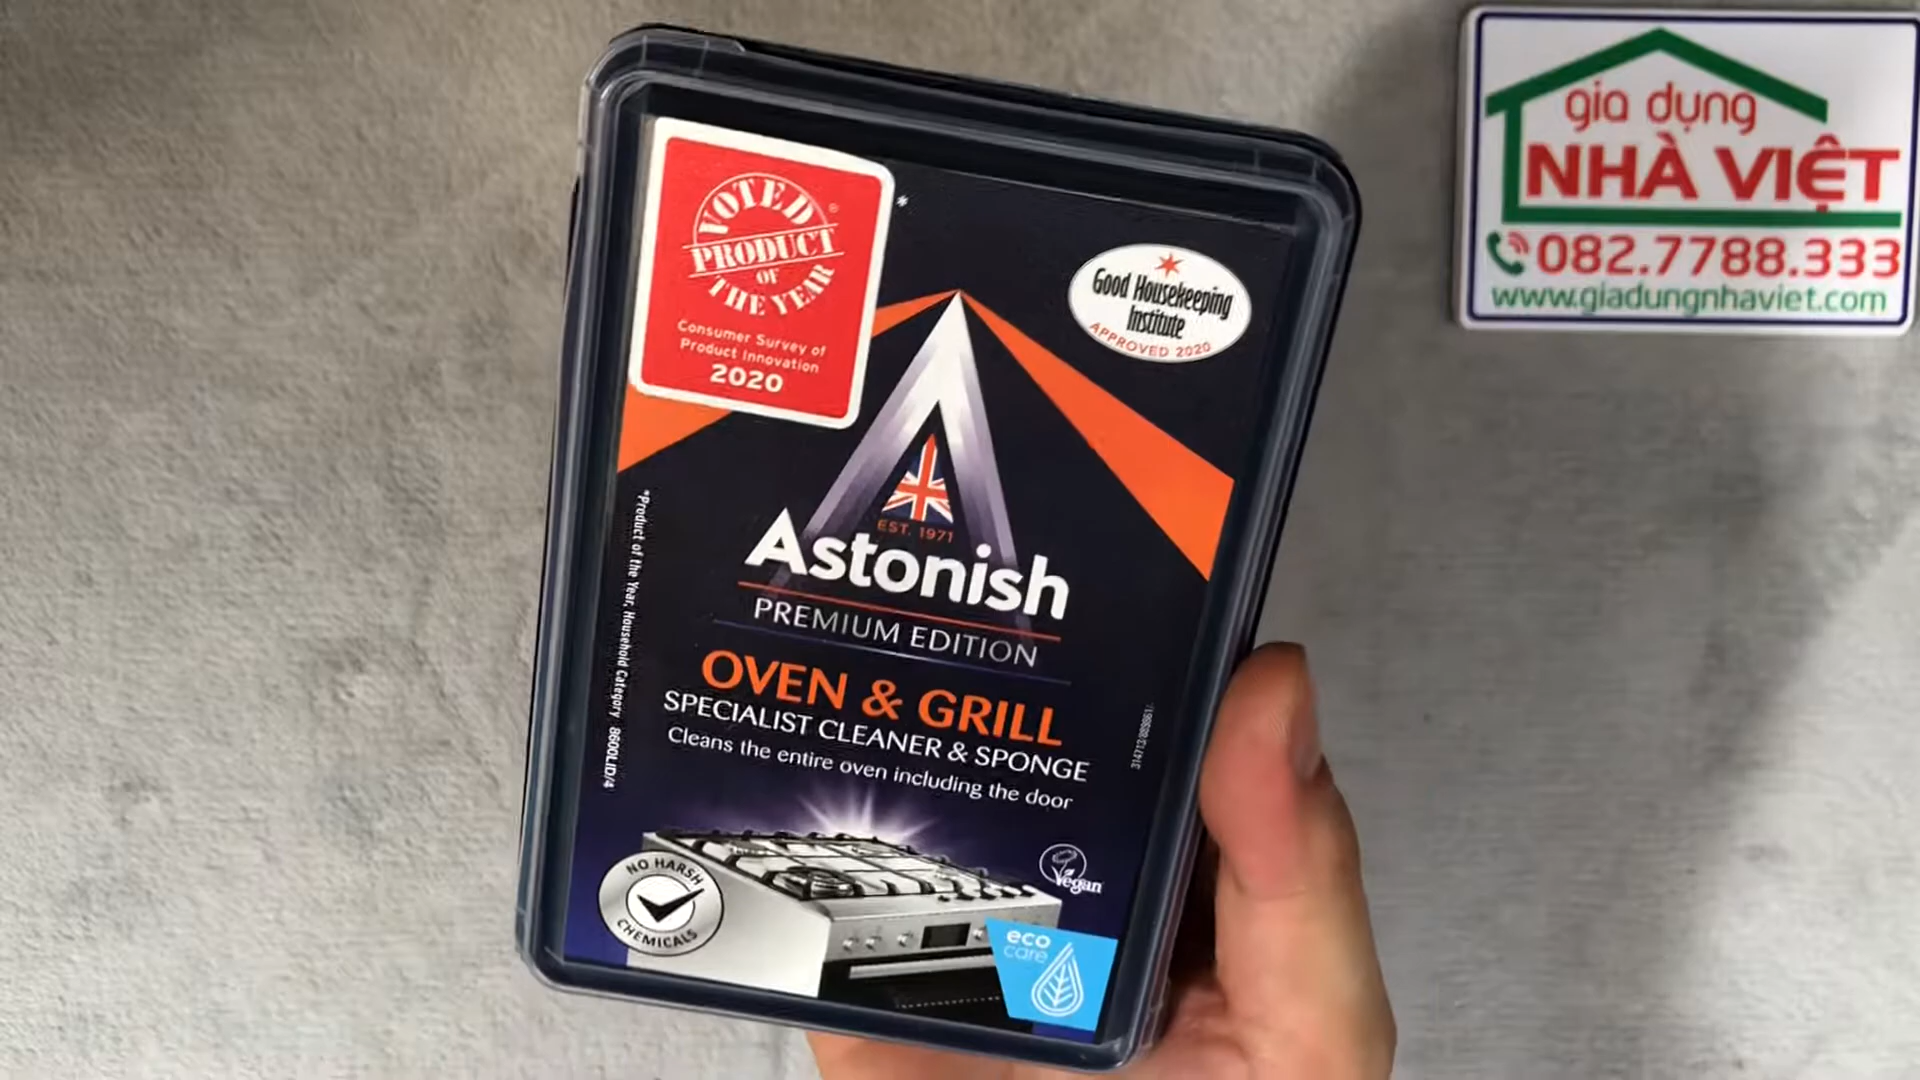 VOTED
PRODUCT
OF
THE YEAR
®
*
Consumer Survey of
Product Innovation
2020
Good Housekeeping
Institute
APPROVED 2020
EST. 1971
Astonish
PREMIUM EDITION
OVEN & GRILL
SPECIALIST CLEANER & SPONGE
Cleans the entire oven including the door
*Product of the Year. Household Category 8600LID/4
NO HARSH
CHEMICALS
Vegan
eco
care
gia dụng
NHÀ VIỆT
082.7788.333
www.giadungnhaviet.com